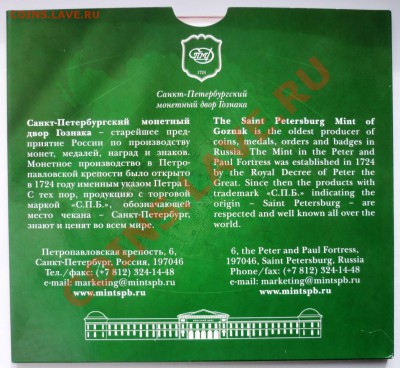 COINS.LAVE.RU
1724
Санкт-Петербургский
монетный двор Гознака
Санкт-Петербургский монетный
двор Гознака – старейшее пред-
приятие России по производству
монет, медалей, наград и знаков.
Монетное производство в Петро-
павловской крепости было открыто
в 1724 году именным указом Петра I.
С тех пор, продукцию с торговой
маркой «С.П.Б.», обозначающей
место чекана – Санкт-Петербург,
знают и ценят во всем мире.
The Saint Petersburg Mint of
Goznak is the oldest producer of
coins, medals, orders and badges in
Russia. The Mint in the Peter and
Paul Fortress was established in 1724
by the Royal Decree of Peter the
Great. Since then the products with
trademark «С.П.Б.» indicating the
origin – Saint Petersburg – are
respected and well known all over the
world.
Петропавловская крепость, 6,
Санкт-Петербург, Россия, 197046
Тел./факс: (+7 812) 324-14-48
e-mail: marketing@mintspb.ru
www.mintspb.ru
6, the Peter and Paul Fortress,
197046, Saint Petersburg, Russia
Phone/fax: (+7 812) 324-14-48
e-mail: marketing@mintspb.ru
www.mintspb.ru
COINS.LAVE.RU